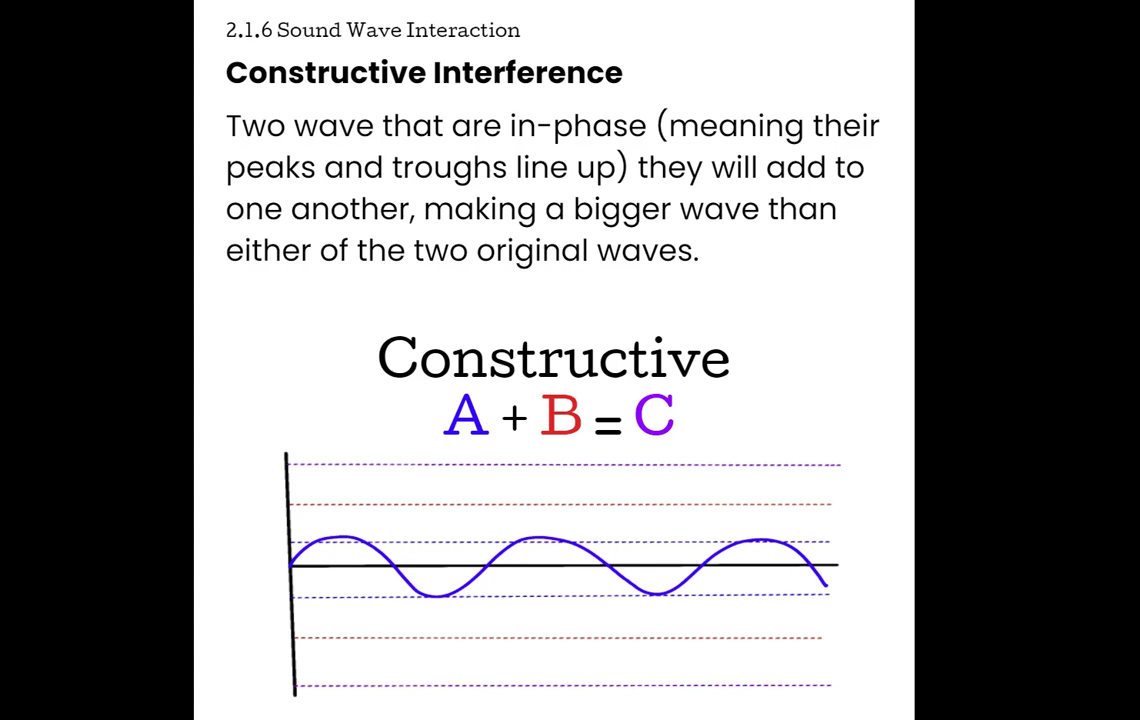 2.1.6 Sound Wave Interaction
Constructive Interference
Two wave that are in-phase (meaning their
peaks and troughs line up) they will add to
one another, making a bigger wave than
either of the two original waves.
Constructive
A + B = C